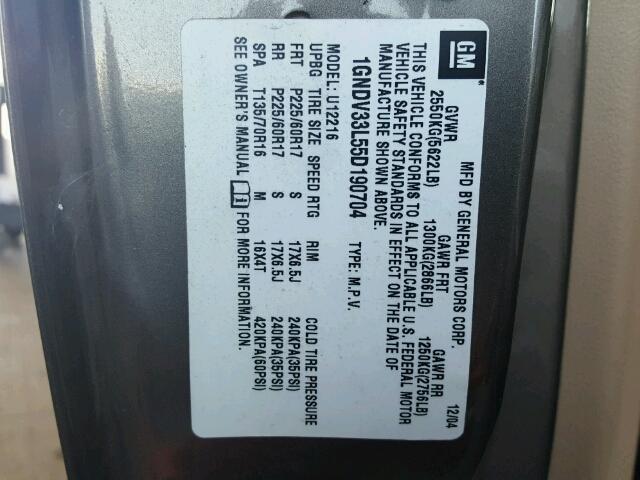 GM
MFD BY GENERAL MOTORS CORP. 12/04
GVWR GAWR FRT GAWR RR
2550KG(5622LB) 1300KG(2866LB) 1250KG(2756LB)
THIS VEHICLE CONFORMS TO ALL APPLICABLE U.S. FEDERAL MOTOR
VEHICLE SAFETY STANDARDS IN EFFECT ON THE DATE OF
MANUFACTURE SHOWN ABOVE.
1GNDV33L55D190704 TYPE: M.P.V.
MODEL: U12216
UPBG TIRE SIZE SPEED RTG RIM COLD TIRE PRESSURE
FRT P225/60R17 S 17X6.5J 240KPA(35PSI)
RR P225/60R17 S 17X6.5J 240KPA(35PSI)
SPA T135/70R16 M 16X4T 420KPA(60PSI)
SEE OWNER'S MANUAL FOR MORE INFORMATION.